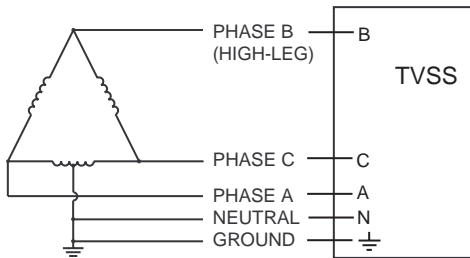 PHASE B B
(HIGH-LEG)
TVSS
PHASE C C
PHASE A A
NEUTRAL N
GROUND